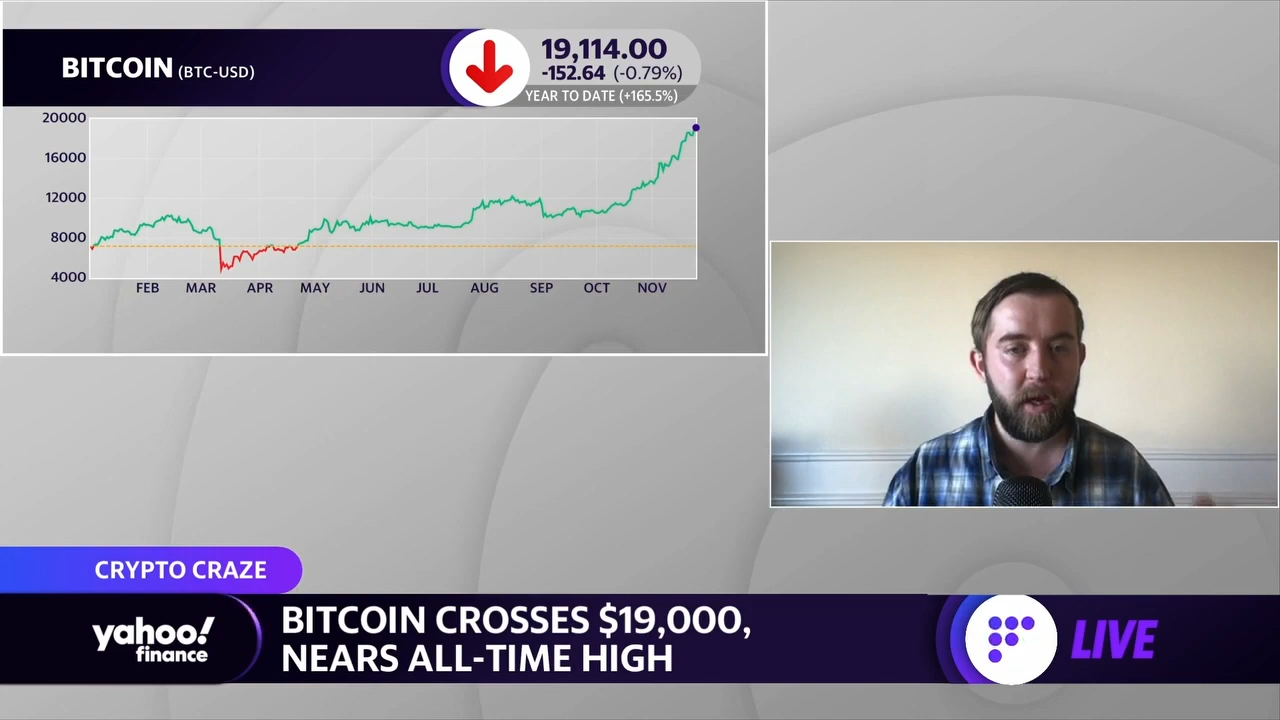 BITCOIN (BTC-USD)
19,114.00
-152.64 (-0.79%)
YEAR TO DATE (+165.5%)
20000
16000
12000
8000
4000
FEB MAR APR MAY JUN JUL AUG SEP OCT NOV
CRYPTO CRAZE
yahoo!
finance
BITCOIN CROSSES $19,000,
NEARS ALL-TIME HIGH
LIVE